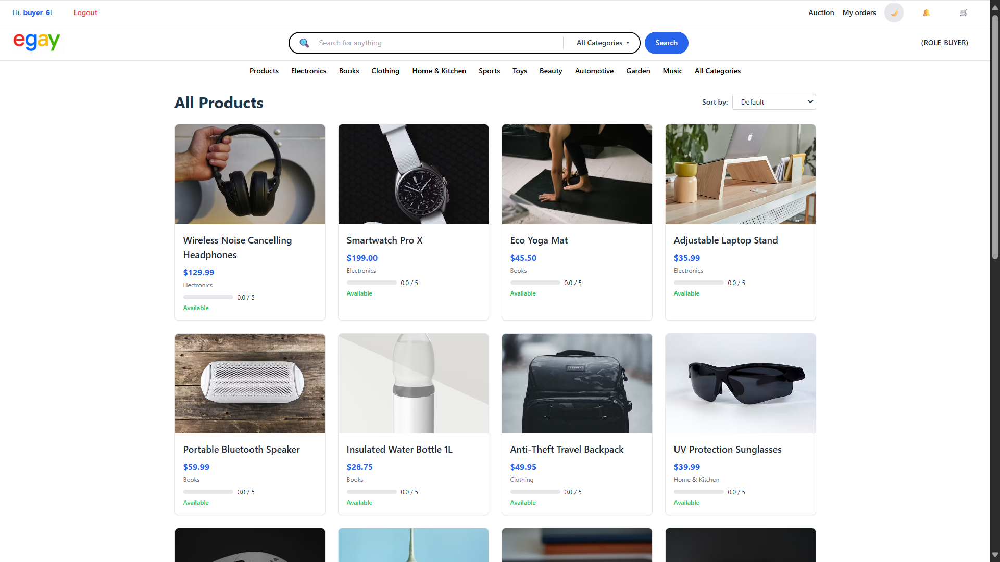 Hi, buyer_6!
Logout
Auction
My orders
egay
Search for anything
All Categories
Search
(ROLE_BUYER)
Products
Electronics
Books
Clothing
Home & Kitchen
Sports
Toys
Beauty
Automotive
Garden
Music
All Categories
All Products
Sort by:
Default
Wireless Noise Cancelling
Headphones
$129.99
Electronics
0.0 / 5
Available
Smartwatch Pro X
$199.00
Electronics
0.0 / 5
Available
Eco Yoga Mat
$45.50
Books
0.0 / 5
Available
Adjustable Laptop Stand
$35.99
Electronics
0.0 / 5
Available
Portable Bluetooth Speaker
$59.99
Books
0.0 / 5
Available
Insulated Water Bottle 1L
$28.75
Books
0.0 / 5
Available
Anti-Theft Travel Backpack
$49.95
Clothing
0.0 / 5
Available
UV Protection Sunglasses
$39.99
Home & Kitchen
0.0 / 5
Available